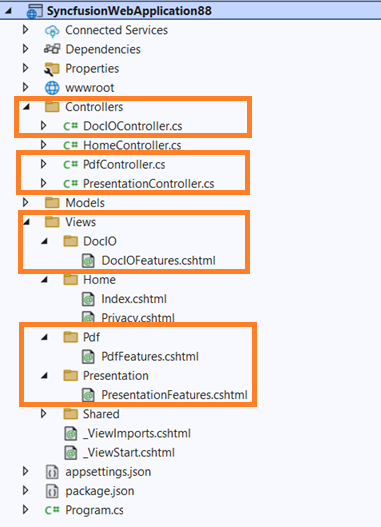 SyncfusionWebApplication88
Connected Services
Dependencies
Properties
wwwroot
Controllers
C# DocIOController.cs
C# HomeController.cs
C# PdfController.cs
C# PresentationController.cs
Models
Views
DocIO
DocIOFeatures.cshtml
Home
Index.cshtml
Privacy.cshtml
Pdf
PdfFeatures.cshtml
Presentation
PresentationFeatures.cshtml
Shared
_ViewImports.cshtml
_ViewStart.cshtml
appsettings.json
package.json
C# Program.cs